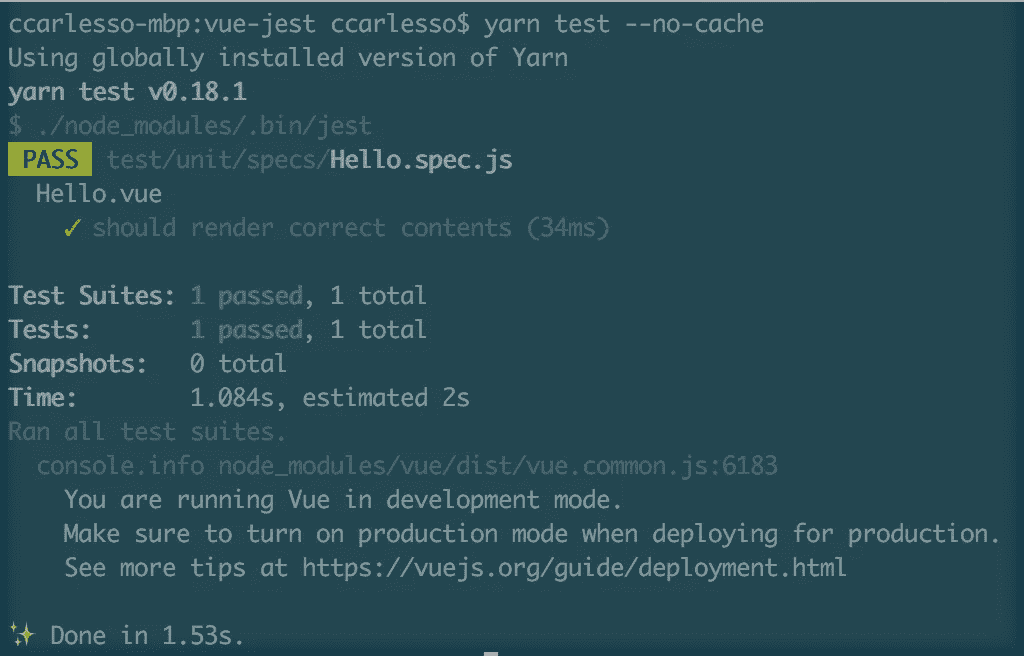 ccarlesso-mbp:vue-jest ccarlesso$ yarn test --no-cache
Using globally installed version of Yarn
yarn test v0.18.1
$ ./node_modules/.bin/jest
PASS test/unit/specs/Hello.spec.js
Hello.vue
✓ should render correct contents (34ms)
Test Suites: 1 passed, 1 total
Tests: 1 passed, 1 total
Snapshots: 0 total
Time: 1.084s, estimated 2s
Ran all test suites.
console.info node_modules/vue/dist/vue.common.js:6183
You are running Vue in development mode.
Make sure to turn on production mode when deploying for production.
See more tips at https://vuejs.org/guide/deployment.html
✨ Done in 1.53s.